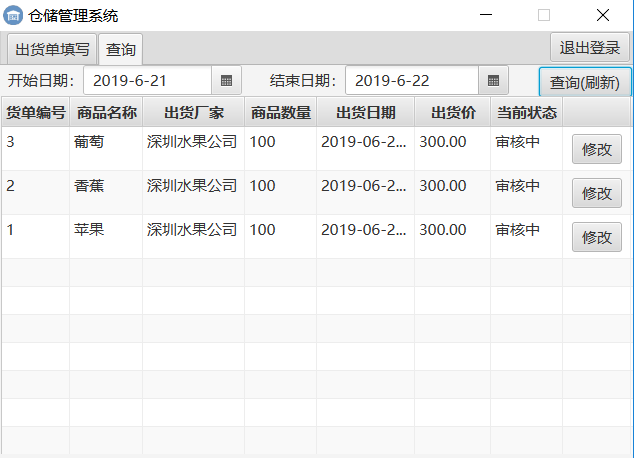 仓储管理系统
出货单填写 查询 退出登录
开始日期： 2019-6-21 结束日期： 2019-6-22 查询(刷新)
货单编号 商品名称 出货厂家 商品数量 出货日期 出货价 当前状态
3 葡萄 深圳水果公司 100 2019-06-2... 300.00 审核中 修改
2 香蕉 深圳水果公司 100 2019-06-2... 300.00 审核中 修改
1 苹果 深圳水果公司 100 2019-06-2... 300.00 审核中 修改